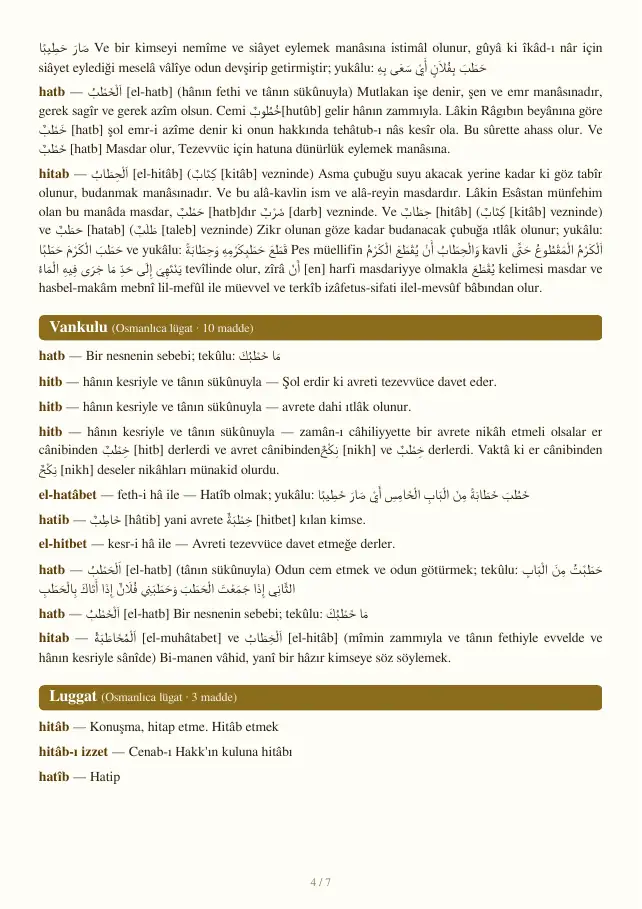 صَارَ حَطِيبًا Ve bir kimseyi nemîme ve siâyet eylemek manâsına istimâl olunur, gûyâ ki îkâd-ı nâr için
siâyet eylediği meselâ vâlîye odun devşirip getirmiştir; yukâlu: حَطَبَ بِفُلاَنٍ أَيْ سَعَى بِهِ
hatb — اَلْخَطْبُ [el-hatb] (hânın fethi ve tânın sükûnuyla) Mutlakan işe denir, şen ve emr manâsınadır,
gerek sagîr ve gerek azîm olsun. Cemi خُطُوبٌ[hutûb] gelir hânın zammıyla. Lâkin Râgıbın beyânına göre
خَطْبٌ [hatb] şol emr-i azîme denir ki onun hakkında tehâtub-ı nâs kesîr ola. Bu sûrette ahass olur. Ve
خَطْبٌ [hatb] Masdar olur, Tezevvüc için hatuna dünürlük eylemek manâsına.
hitab — اَلْحِطَابُ [el-hitâb] (كِتَابٌ [kitâb] vezninde) Asma çubuğu suyu akacak yerine kadar ki göz tabîr
olunur, budanmak manâsınadır. Ve bu alâ-kavlin ism ve alâ-reyin masdardır. Lâkin Esâstan münfehim
olan bu manâda masdar, حَطْبٌ [hatb]dır ضَرْبٌ [darb] vezninde. Ve حِطَابٌ [hitâb] (كِتَابٌ [kitâb] vezninde)
ve حَطَبٌ [hatab] (طَلَبٌ [taleb] vezninde) Zikr olunan göze kadar budanacak çubuğa ıtlâk olunur; yukâlu:
حَطَبَ الْكَرْمَ حَطْبًا ve yukâlu: قَطَعَ حَطَبَكَرْمِهِ وَحِطَابَهُ Pes müellifin وَالْحِطَابُ أَنْ يُقْطَعَ الْكَرْمُ kavli اَلْكَرْمُ الْمَقْطُوعُ حَتَّى
يَنْتَهِيَ إِلَى حَدِّ مَا جَرَى فِيهِ الْمَاءُ tevîlinde olur, zîrâ أَنْ [en] harfi masdariyye olmakla يُقْطَعَ kelimesi masdar ve
hasbel-makâm mebnî lil-mefûl ile müevvel ve terkîb izâfetus-sifati ilel-mevsûf bâbından olur.
Vankulu (Osmanlıca lügat · 10 madde)
hatb — Bir nesnenin sebebi; tekûlu: مَا خَطْبُكَ
hitb — hânın kesriyle ve tânın sükûnuyla — Şol erdir ki avreti tezevvüce davet eder.
hitb — hânın kesriyle ve tânın sükûnuyla — avrete dahi ıtlâk olunur.
hitb — hânın kesriyle ve tânın sükûnuyla — zamân-ı câhiliyyette bir avrete nikâh etmeli olsalar er
cânibinden خِطْبٌ [hitb] derlerdi ve avret cânibindenنِكْحٌ [nikh] ve خِطْبٌ derlerdi. Vaktâ ki er cânibinden
نِكْحٌ [nikh] deseler nikâhları münakid olurdu.
el-hatâbet — feth-i hâ ile — Hatîb olmak; yukâlu: خَطُبَ خَطَابَةً مِنَ الْبَابِ الْخَامِسِ أَيْ صَارَ خَطِيبًا
hatib — خَاطِبٌ [hâtib] yani avrete خِطْبَةٌ [hitbet] kılan kimse.
el-hitbet — kesr-i hâ ile — Avreti tezevvüce davet etmeğe derler.
hatb — اَلْحَطْبُ [el-hatb] (tânın sükûnuyla) Odun cem etmek ve odun götürmek; tekûlu: حَطَبْتُ مِنَ الْبَابِ
الثَّانِي إِذَا جَمَعْتَ الْحَطَبَ وَحَطَبَنِي فُلاَنٌ إِذَا أَتَاكَ بِالْحَطَبِ
hatb — اَلْخَطْبُ [el-hatb] Bir nesnenin sebebi; tekûlu: مَا خَطْبُكَ
hitab — اَلْمُخَاطَبَةُ [el-muhâtabet] ve اَلْخِطَابُ [el-hitâb] (mîmin zammıyla ve tânın fethiyle evvelde ve
hânın kesriyle sânîde) Bi-manen vâhid, yanî bir hâzır kimseye söz söylemek.
Luggat (Osmanlıca lügat · 3 madde)
hitâb — Konuşma, hitap etme. Hitâb etmek
hitâb-ı izzet — Cenab-ı Hakk'ın kuluna hitâbı
hatîb — Hatip
4 / 7